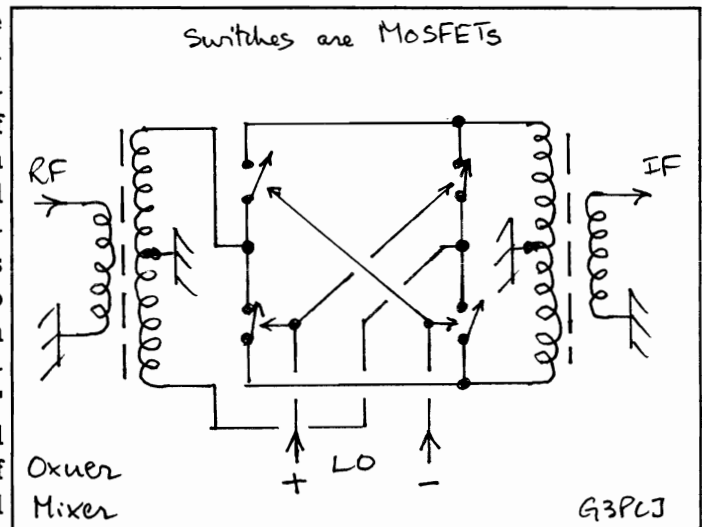 Switches are MOSFETs
RF
IF
+ LO -
Oxner
Mixer
G3PCJ